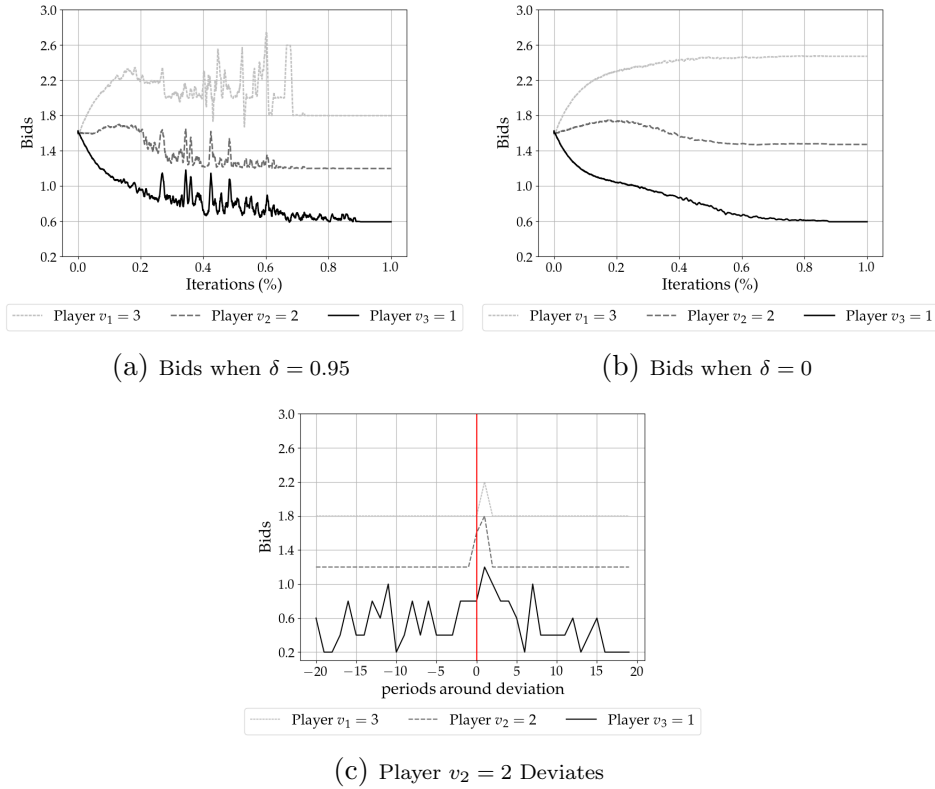 3.0
2.6
2.2
1.8
1.4
1.0
0.6
0.2
Bids
0.0 0.2 0.4 0.6 0.8 1.0
Iterations (%)
Player v₁ = 3 Player v₂ = 2 Player v₃ = 1
(a) Bids when δ = 0.95
3.0
2.6
2.2
1.8
1.4
1.0
0.6
0.2
Bids
0.0 0.2 0.4 0.6 0.8 1.0
Iterations (%)
Player v₁ = 3 Player v₂ = 2 Player v₃ = 1
(b) Bids when δ = 0
3.0
2.6
2.2
1.8
1.4
1.0
0.6
0.2
Bids
−20 −15 −10 −5 0 5 10 15 20
periods around deviation
Player v₁ = 3 Player v₂ = 2 Player v₃ = 1
(c) Player v₂ = 2 Deviates